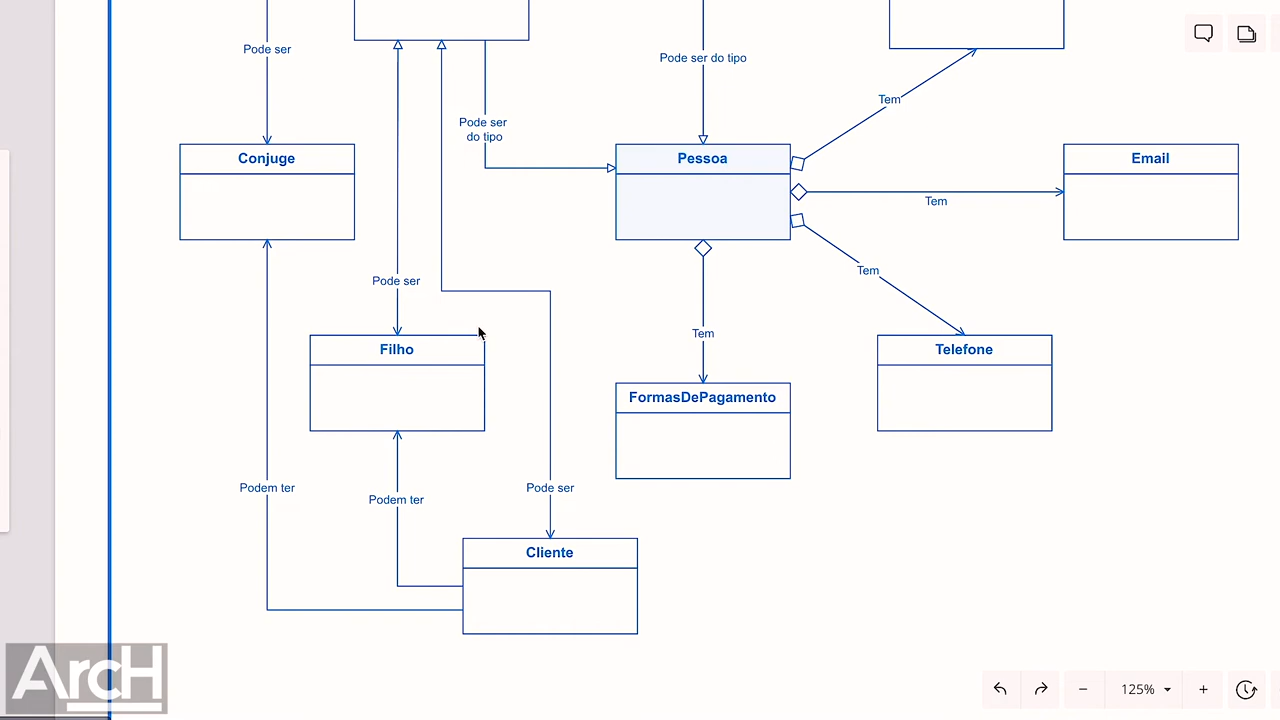 Pode ser
Pode ser do tipo
Tem
Pode ser
do tipo
Conjuge
Pessoa
Email
Tem
Tem
Pode ser
Tem
Filho
Telefone
FormasDePagamento
Podem ter
Podem ter
Pode ser
Cliente
ArcH
125%